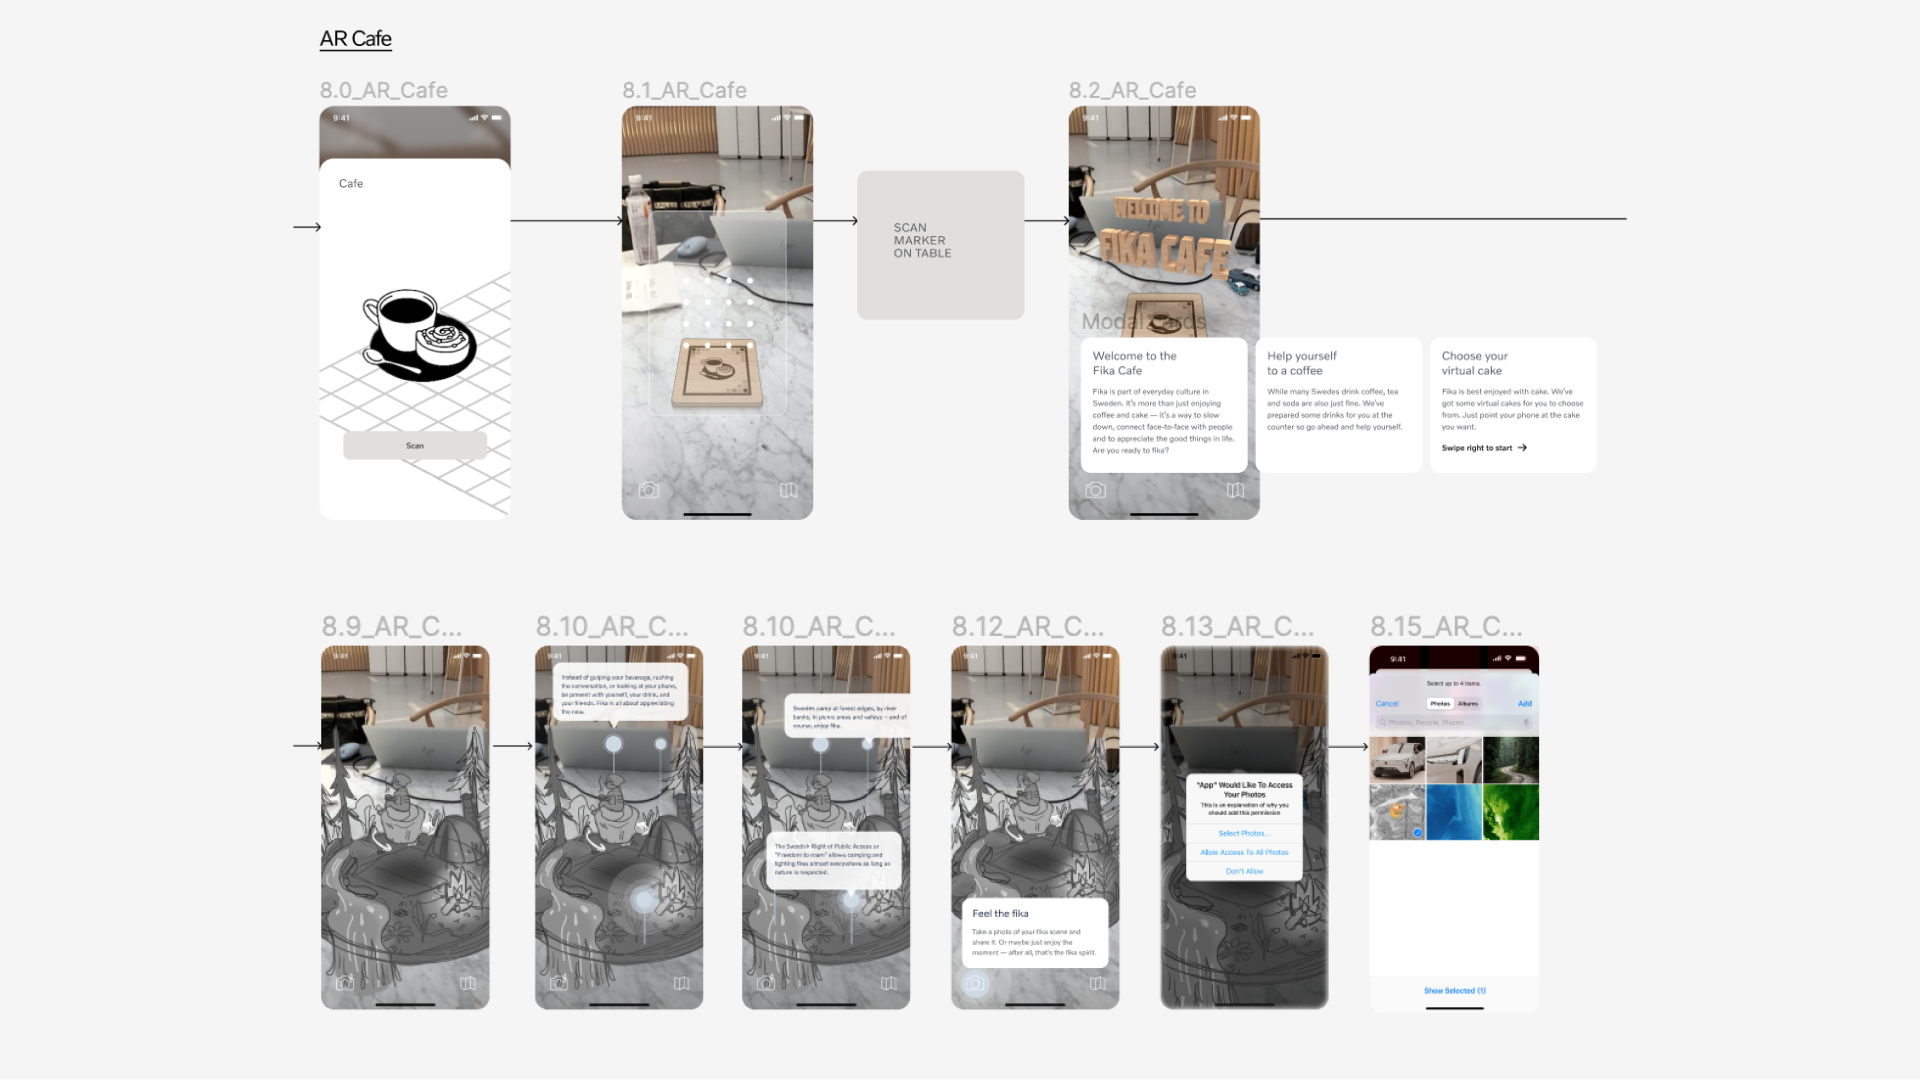 AR Cafe
8.0_AR_Cafe
8.1_AR_Cafe
8.2_AR_Cafe
9:41
9:41
9:41
Cafe
SCAN
MARKER
ON TABLE
WELCOME TO
FIKA CAFE
Modal Cards
Welcome to the
Fika Cafe
Fika is part of everyday culture in
Sweden. It's more than just enjoying
coffee and cake — it's a way to slow
down, connect face-to-face with people
and to appreciate the good things in life.
Are you ready to fika?
Help yourself
to a coffee
While many Swedes drink coffee, tea
and soda are also just fine. We've
prepared some drinks for you at the
counter so go ahead and help yourself.
Choose your
virtual cake
Fika is best enjoyed with cake. We've
got some virtual cakes for you to choose
from. Just point your phone at the cake
you want.
Swipe right to start
Scan
8.9_AR_C...
8.10_AR_C...
8.10_AR_C...
8.12_AR_C...
8.13_AR_C...
8.15_AR_C...
9:41
9:41
9:41
9:41
9:41
9:41
Instead of gulping your beverage, rushing
the conversation, or looking at your phone,
be present with yourself, your drink, and
your friends. Fika is all about appreciating
the now.
Swedes camp at forest edges, by river
banks, in picnic areas and valleys – and of
course, enjoy fika.
The Swedish Right of Public Access or
"Freedom to roam" allows camping and
lighting fires almost everywhere as long as
nature is respected.
Feel the fika
Take a photo of your fika scene and
share it. Or maybe just enjoy the
moment — after all, that's the fika spirit.
"App" Would Like To Access
Your Photos
This is an explanation of why you
should add this permission
Select Photos...
Allow Access To All Photos
Don't Allow
Select up to 4 items.
Cancel
Photos
Albums
Add
Photos, People, Places...
Show Selected (1)